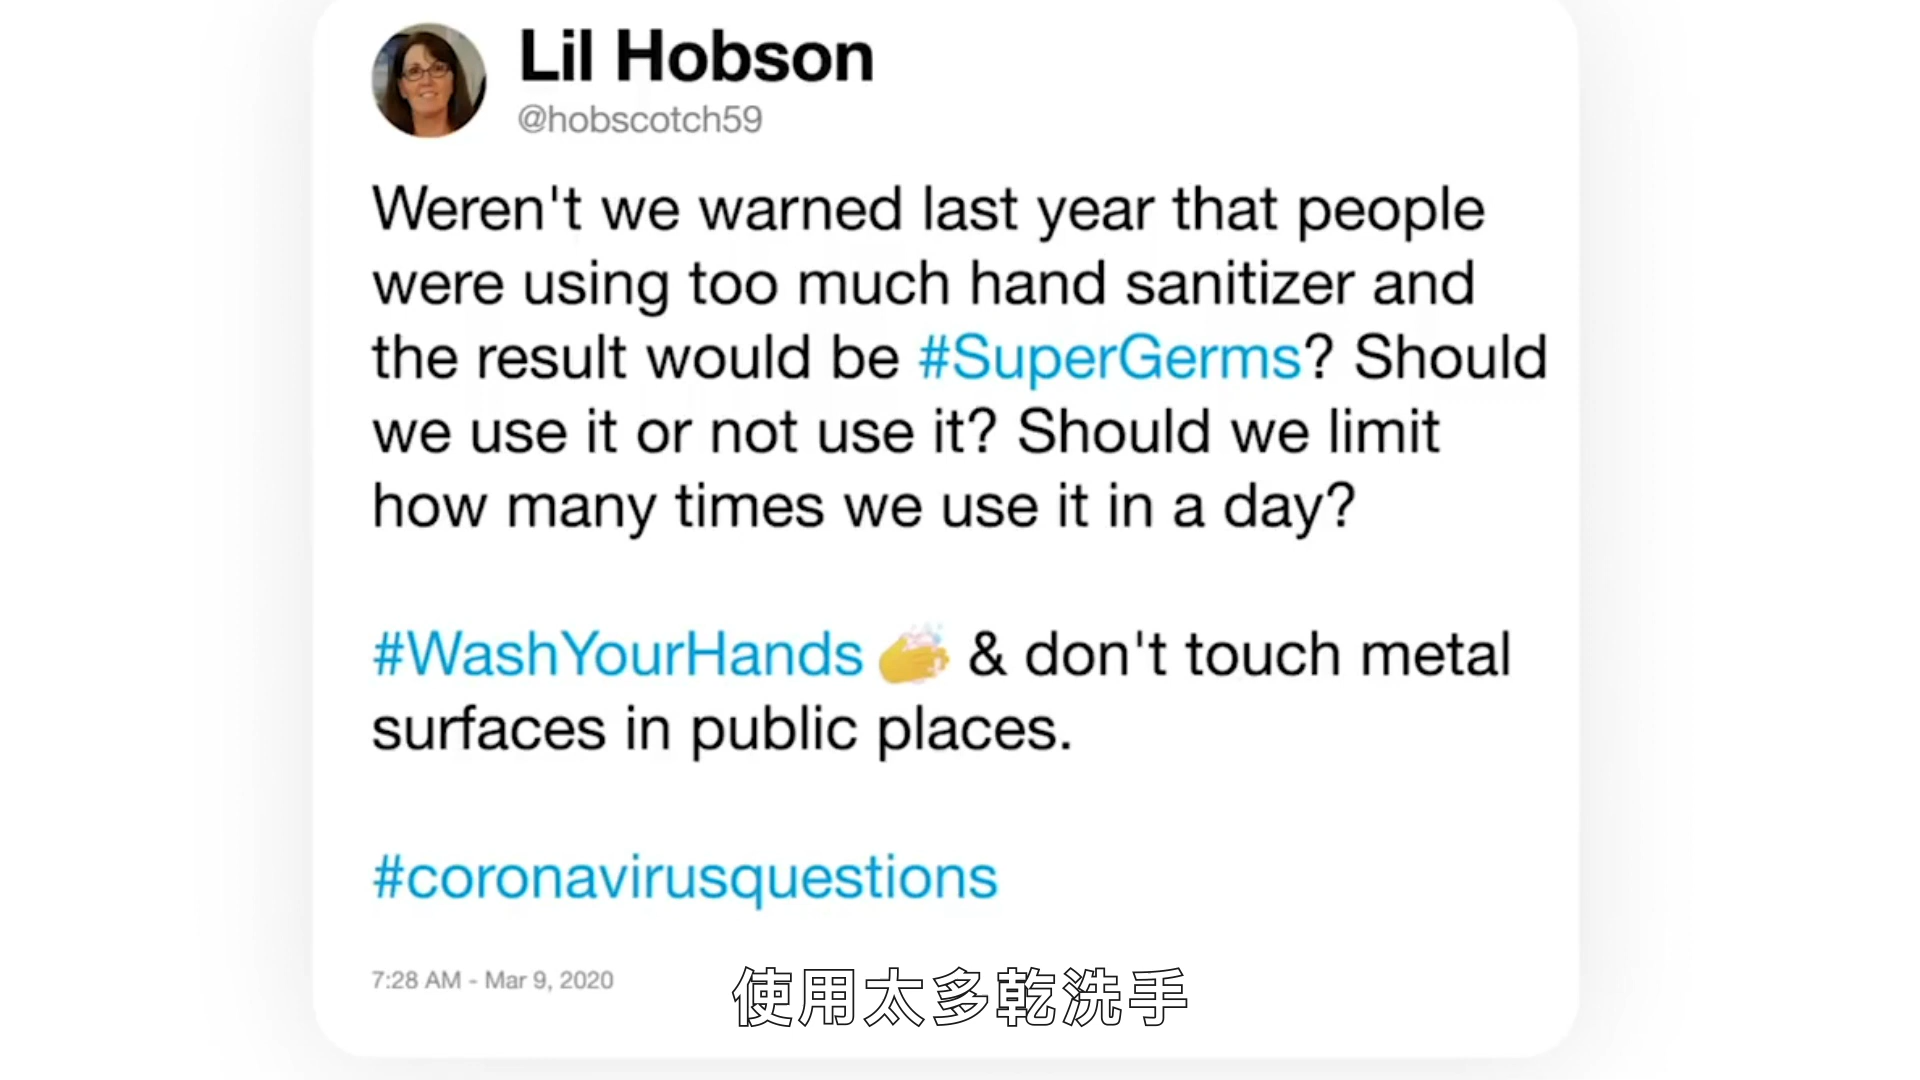 Lil Hobson
@hobscotch59
Weren't we warned last year that people
were using too much hand sanitizer and
the result would be #SuperGerms? Should
we use it or not use it? Should we limit
how many times we use it in a day?
#WashYourHands & don't touch metal
surfaces in public places.
#coronavirusquestions
7:28 AM - Mar 9, 2020
使用太多乾洗手